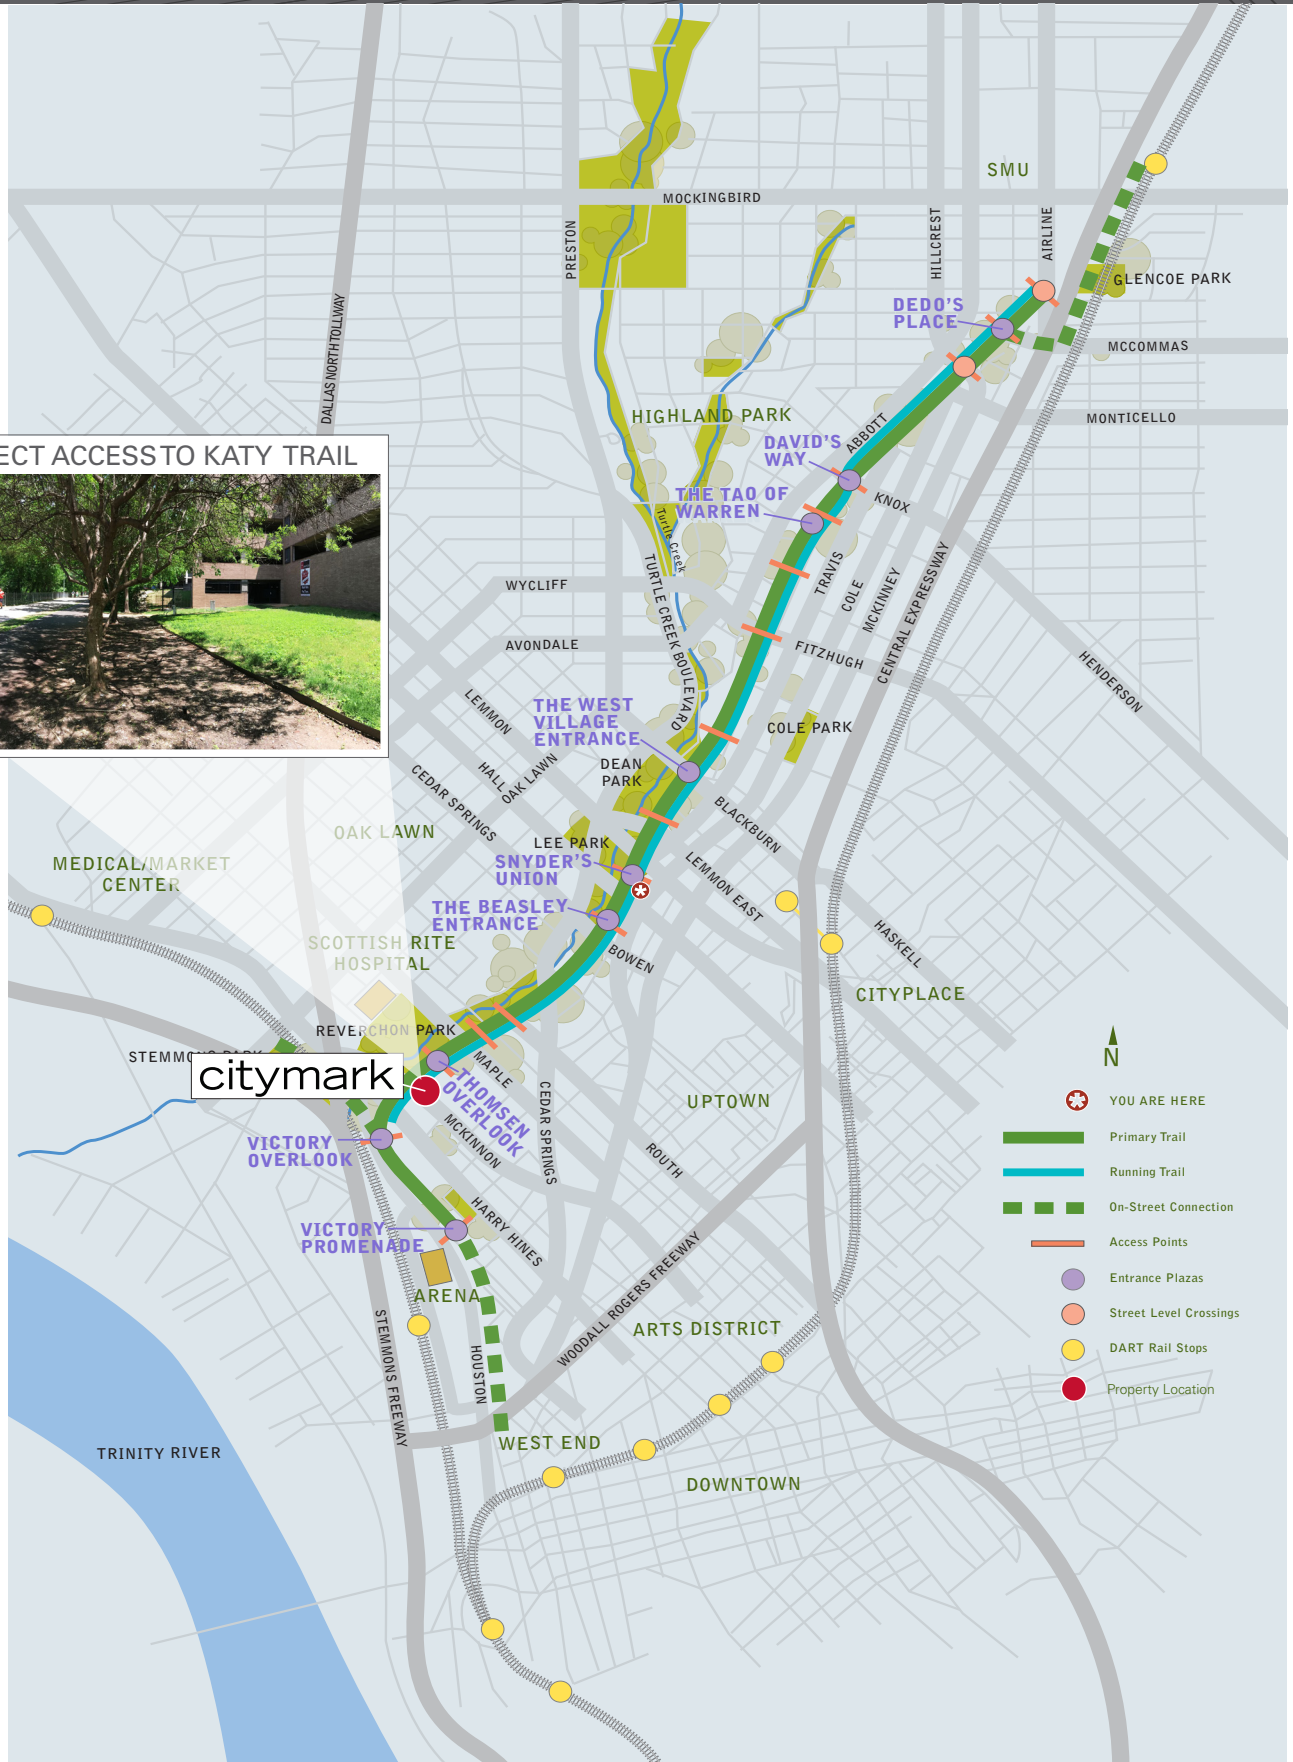 SMU
MOCKINGBIRD
PRESTON
HILLCREST
AIRLINE
GLENCOE PARK
DEDO'S
PLACE
MCCOMMAS
DALLAS NORTH TOLLWAY
HIGHLAND PARK
MONTICELLO
ABBOTT
DAVID'S
WAY
ECT ACCESS TO KATY TRAIL
THE TAO OF
WARREN
KNOX
Turtle Creek
TRAVIS
COLE
MCKINNEY
CENTRAL EXPRESSWAY
WYCLIFF
TURTLE CREEK BOULEVARD
AVONDALE
FITZHUGH
HENDERSON
LEMMON
THE WEST
VILLAGE
ENTRANCE
COLE PARK
DEAN
PARK
HALL
OAK LAWN
CEDAR SPRINGS
BLACKBURN
OAK LAWN
LEE PARK
MEDICAL/MARKET
CENTER
SNYDER'S
UNION
LEMMON EAST
THE BEASLEY
ENTRANCE
HASKELL
SCOTTISH RITE
HOSPITAL
BOWEN
CITYPLACE
REVERCHON PARK
STEMMONS PARK
citymark
MAPLE
THOMSEN
OVERLOOK
CEDAR SPRINGS
UPTOWN
MCKINNON
VICTORY
OVERLOOK
ROUTH
HARRY HINES
VICTORY
PROMENADE
ARENA
WOODALL ROGERS FREEWAY
STEMMONS FREEWAY
HOUSTON
ARTS DISTRICT
WEST END
TRINITY RIVER
DOWNTOWN
N
YOU ARE HERE
Primary Trail
Running Trail
On-Street Connection
Access Points
Entrance Plazas
Street Level Crossings
DART Rail Stops
Property Location